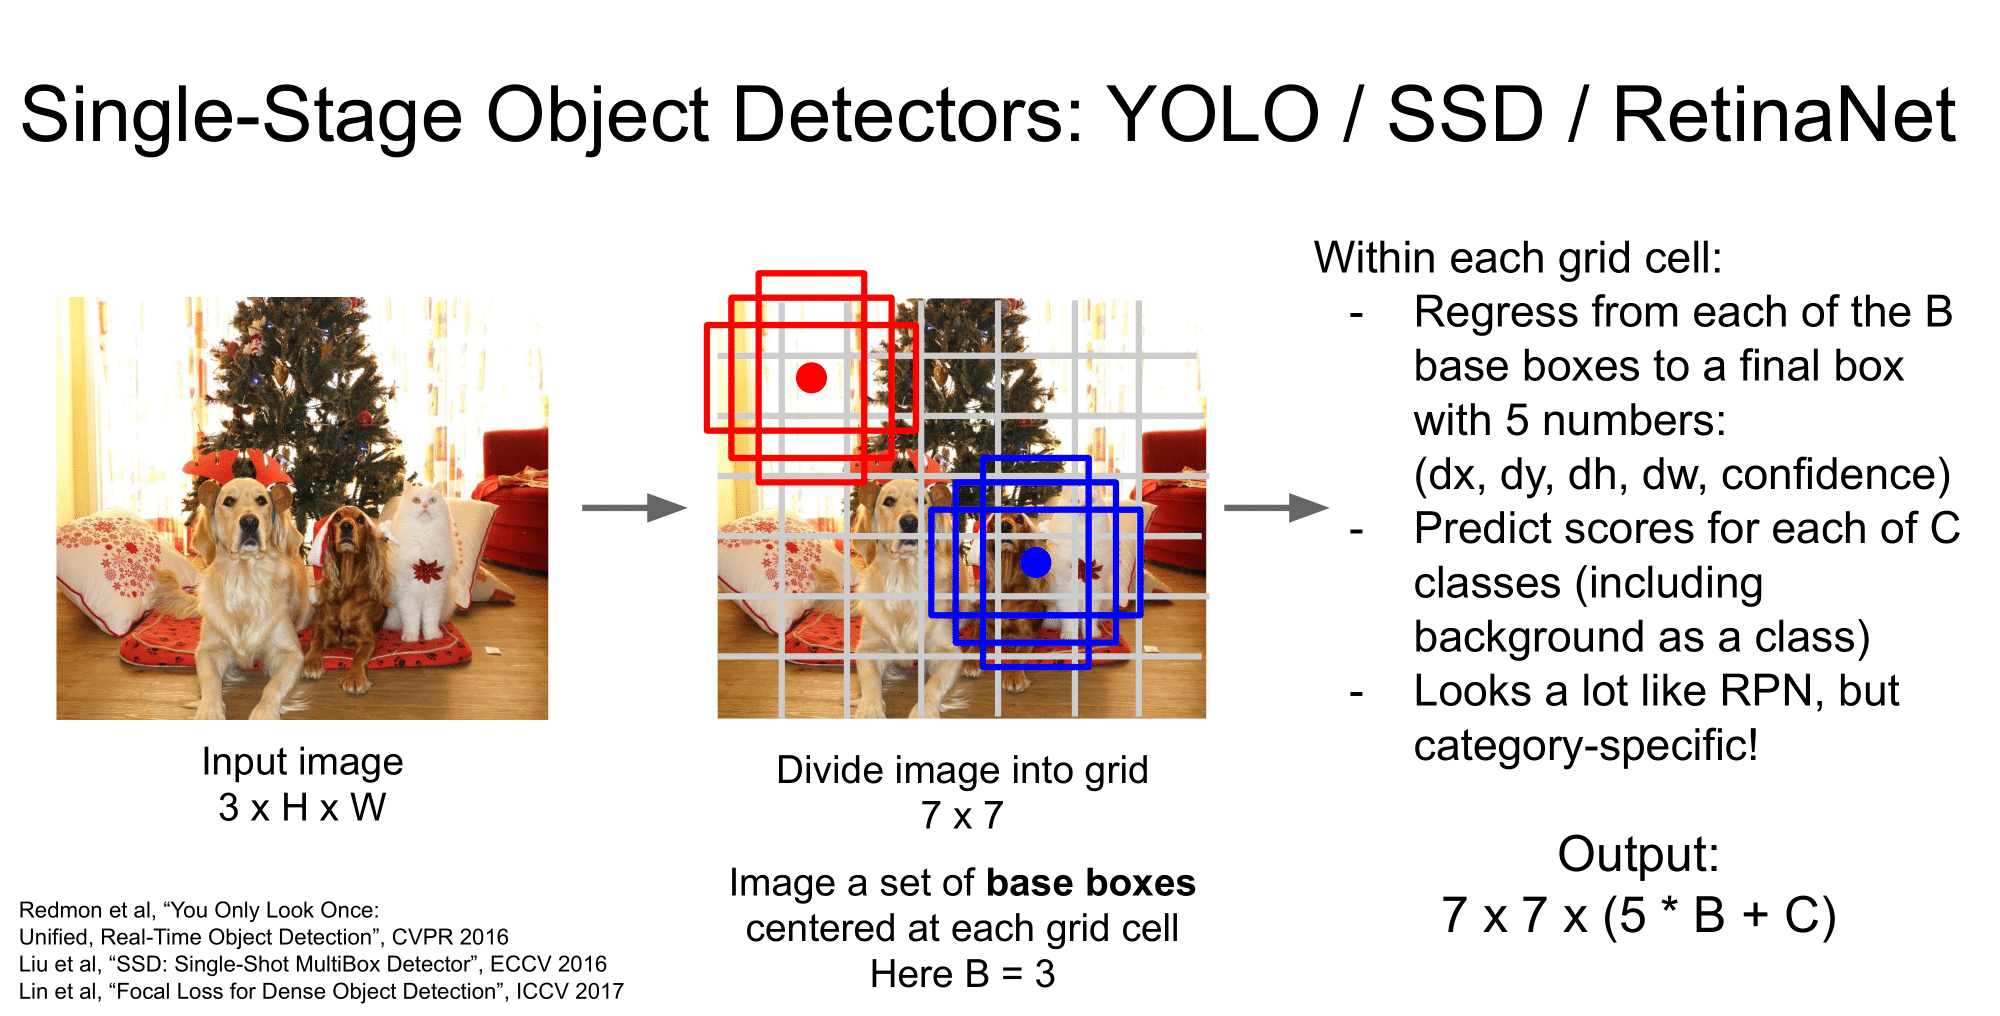 Single-Stage Object Detectors: YOLO / SSD / RetinaNet
Input image
3 x H x W
Divide image into grid
7 x 7
Image a set of base boxes
centered at each grid cell
Here B = 3
Within each grid cell:
- Regress from each of the B
base boxes to a final box
with 5 numbers:
(dx, dy, dh, dw, confidence)
- Predict scores for each of C
classes (including
background as a class)
- Looks a lot like RPN, but
category-specific!
Output:
7 x 7 x (5 * B + C)
Redmon et al, “You Only Look Once:
Unified, Real-Time Object Detection”, CVPR 2016
Liu et al, “SSD: Single-Shot MultiBox Detector”, ECCV 2016
Lin et al, “Focal Loss for Dense Object Detection”, ICCV 2017